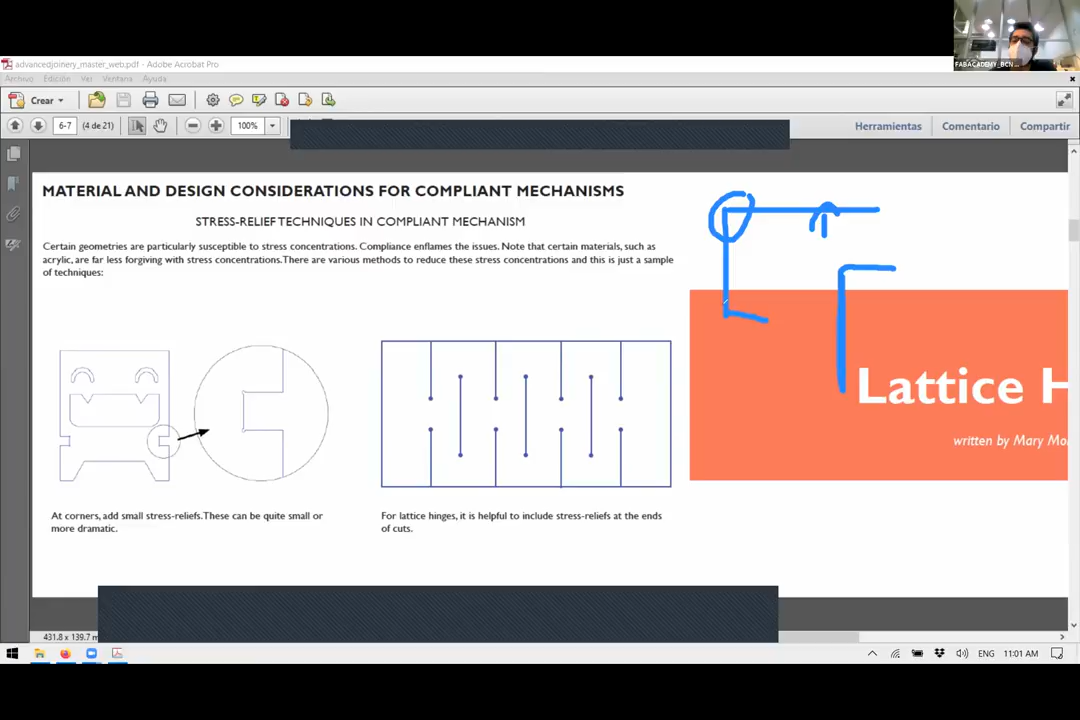 FABACADEMY_BCN...
advancedjoinery_master_web.pdf - Adobe Acrobat Pro
Archivo Edición Ver Ventana Ayuda
Crear
6-7 (4 de 21) 100% Herramientas Comentario Compartir
MATERIAL AND DESIGN CONSIDERATIONS FOR COMPLIANT MECHANISMS
STRESS-RELIEF TECHNIQUES IN COMPLIANT MECHANISM
Certain geometries are particularly susceptible to stress concentrations. Compliance enflames the issues. Note that certain materials, such as
acrylic, are far less forgiving with stress concentrations. There are various methods to reduce these stress concentrations and this is just a sample
of techniques:
Lattice H
written by Mary Mo
At corners, add small stress-reliefs. These can be quite small or
more dramatic.
For lattice hinges, it is helpful to include stress-reliefs at the ends
of cuts.
431.8 x 139.7 m
ENG 11:01 AM